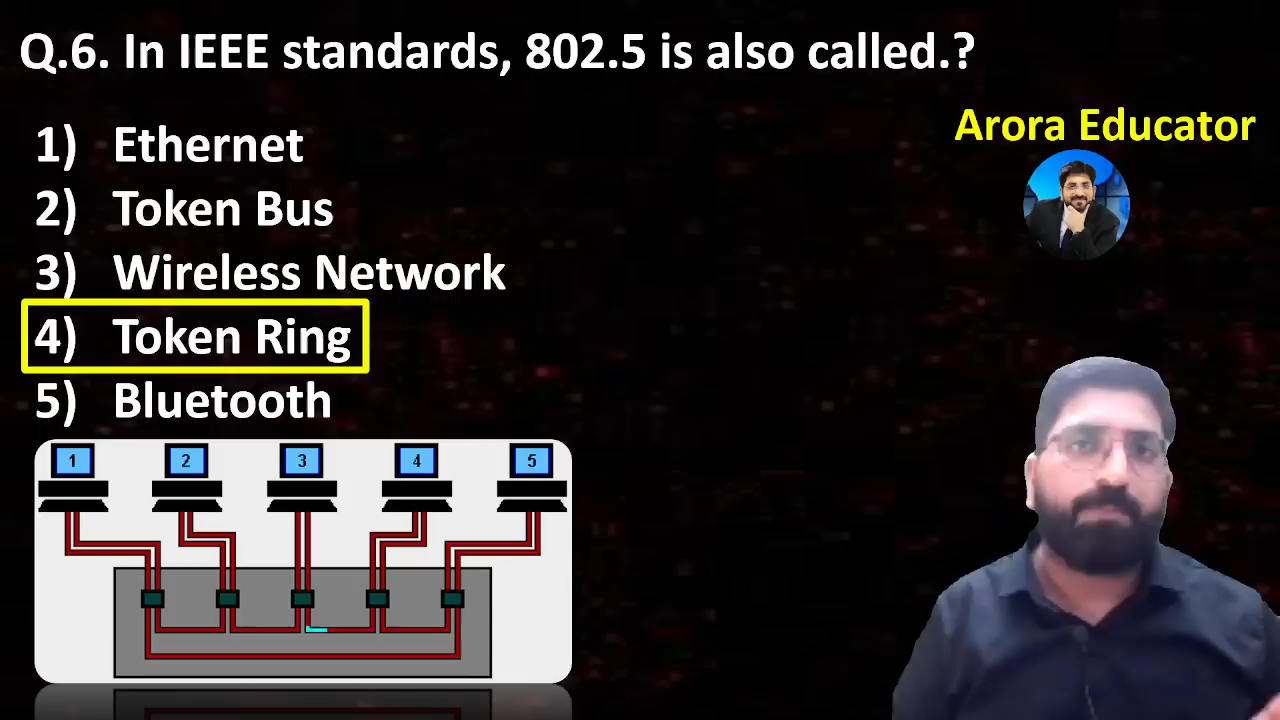 Q.6. In IEEE standards, 802.5 is also called.?
Arora Educator
1) Ethernet
2) Token Bus
3) Wireless Network
4) Token Ring
5) Bluetooth
1 2 3 4 5